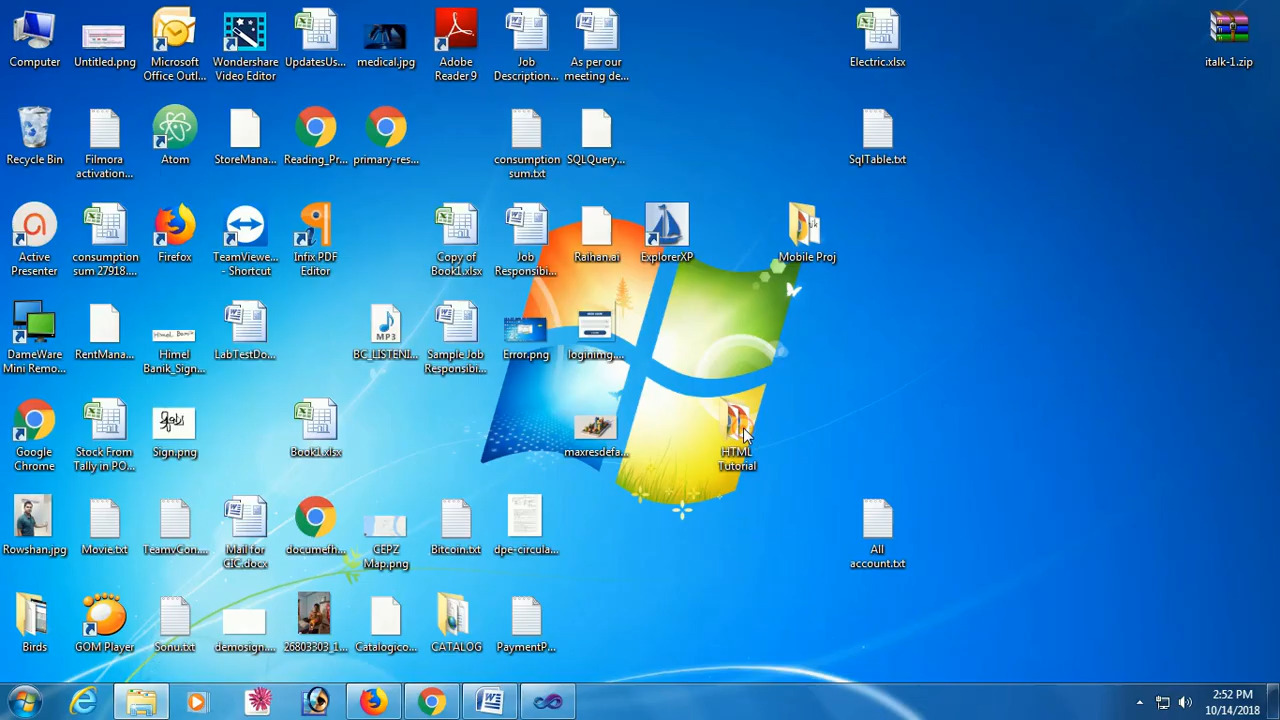 Computer
Untitled.png
Microsoft
Office Outl...
Wondershare
Video Editor
UpdatesUs...
medical.jpg
Adobe
Reader 9
Job
Description...
As per our
meeting de...
Electric.xlsx
italk-1.zip
Recycle Bin
Filmora
activation...
Atom
StoreMana...
Reading_Pr...
primary-res...
consumption
sum.txt
SQLQuery...
SqlTable.txt
Active
Presenter
consumption
sum 27918....
Firefox
TeamViewe...
- Shortcut
Infix PDF
Editor
Copy of
Book1.xlsx
Job
Responsibi...
Raihan.ai
ExplorerXP
Mobile Proj
DameWare
Mini Remo...
RentMana...
Himel
Banik_Sign...
LabTestDo...
MP3
BC_LISTENI...
Sample Job
Responsibi...
Error.png
loginimg....
Google
Chrome
Stock From
Tally in PO...
Sign.png
Book1.xlsx
maxresdefa...
HTML
Tutorial
Rowshan.jpg
Movie.txt
TeamvCon...
Mail for
CIC.docx
documefh...
CEPZ
Map.png
Bitcoin.txt
dpe-circula...
All
account.txt
Birds
GOM Player
Sonu.txt
demosign....
26803303_1...
Catalogico...
CATALOG
PaymentP...
2:52 PM
10/14/2018